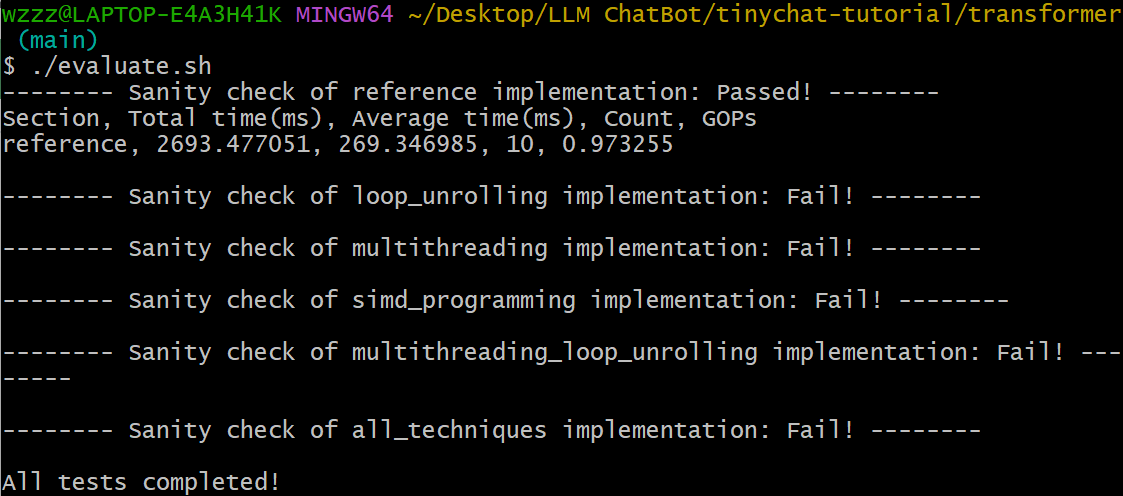 wzzz@LAPTOP-E4A3H41K MINGW64 ~/Desktop/LLM ChatBot/tinychat-tutorial/transformer
(main)
$ ./evaluate.sh
-------- Sanity check of reference implementation: Passed! --------
Section, Total time(ms), Average time(ms), Count, GOPs
reference, 2693.477051, 269.346985, 10, 0.973255
-------- Sanity check of loop_unrolling implementation: Fail! --------
-------- Sanity check of multithreading implementation: Fail! --------
-------- Sanity check of simd_programming implementation: Fail! --------
-------- Sanity check of multithreading_loop_unrolling implementation: Fail! ---
-----
-------- Sanity check of all_techniques implementation: Fail! --------
All tests completed!